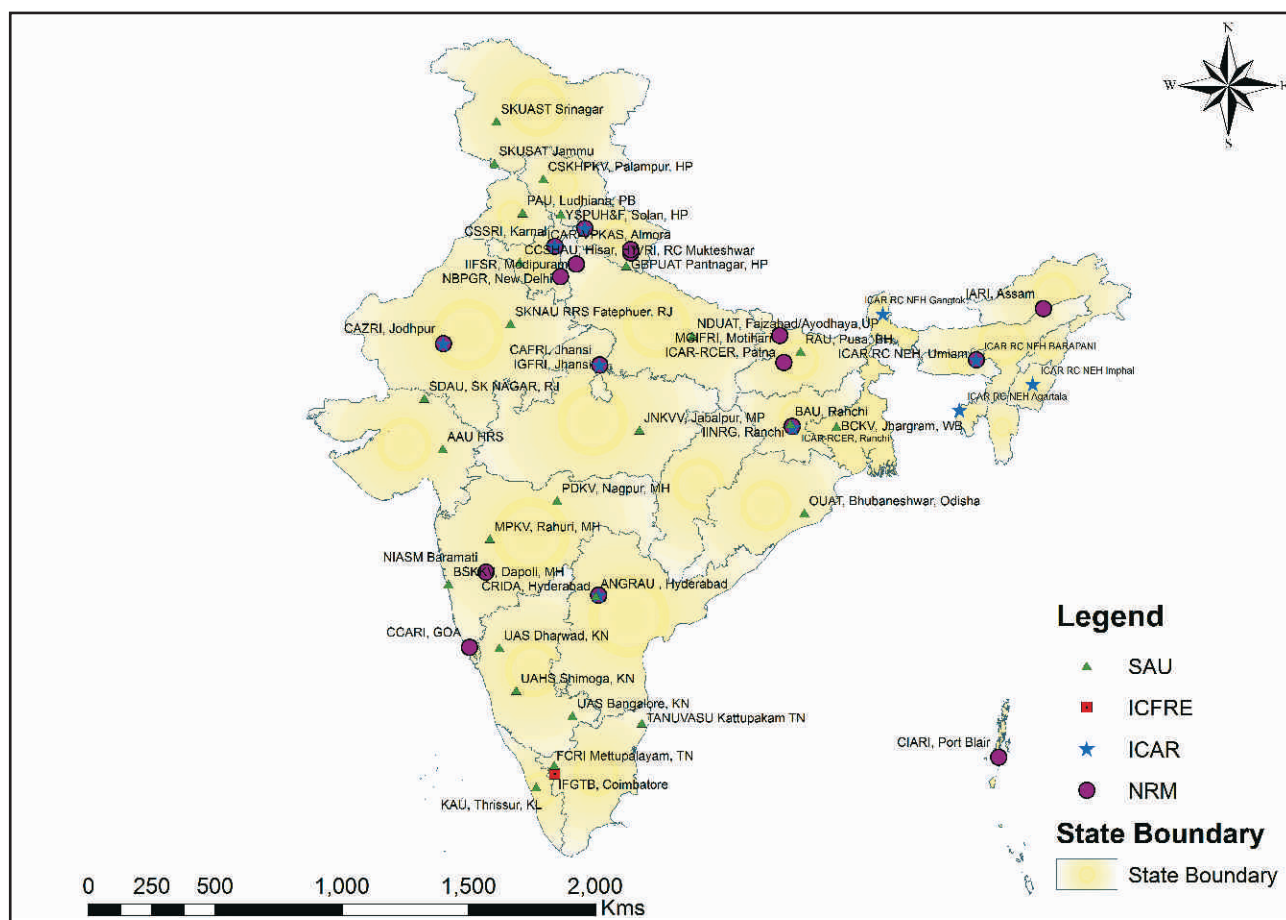 N
W
E
S
SKUAST Srinagar
SKUSAT Jammu
CSKHPKV, Palampur, HP
PAU, Ludhiana, PB
YSPUH&F, Solan, HP
CSSRI, Karnal
ICAR-VPKAS, Almora
CCSHAU, Hisar,
IVRI, RC Mukteshwar
IIFSR, Modipuram
GBPUAT Pantnagar, HP
NBPGR, New Delhi
ICAR RC NEH Gangtok
IARI, Assam
SKNAU RRS Fatephuer, RJ
NDUAT, Faizabad/Ayodhaya,UP
CAZRI, Jodhpur
MGIFRI, Motihari
RAU, Pusa, BH
CAFRI, Jhansi
ICAR-RCER, Patna
ICAR RC NEH, Umiam
ICAR RC NFH BARAPANI
IGFRI, Jhansi
ICAR RC NEH Imphal
SDAU, SK NAGAR, RJ
ICAR RC NEH Agartala
JNKVV, Jabalpur, MP
BAU, Ranchi
IINRG, Ranchi
BCKV, Jhargram, WB
AAU HRS
ICAR-RCER, Ranchi
PDKV, Nagpur, MH
OUAT, Bhubaneshwar, Odisha
MPKV, Rahuri, MH
NIASM Baramati
BSKKV, Dapoli, MH
CRIDA, Hyderabad
ANGRAU , Hyderabad
CCARI, GOA
UAS Dharwad, KN
UAHS Shimoga, KN
UAS Bangalore, KN
TANUVASU Kattupakam TN
CIARI, Port Blair
FCRI Mettupalayam, TN
IFGTB, Coimbatore
KAU, Thrissur, KL
Legend
SAU
ICFRE
ICAR
NRM
State Boundary
State Boundary
0 250 500 1,000 1,500 2,000
Kms